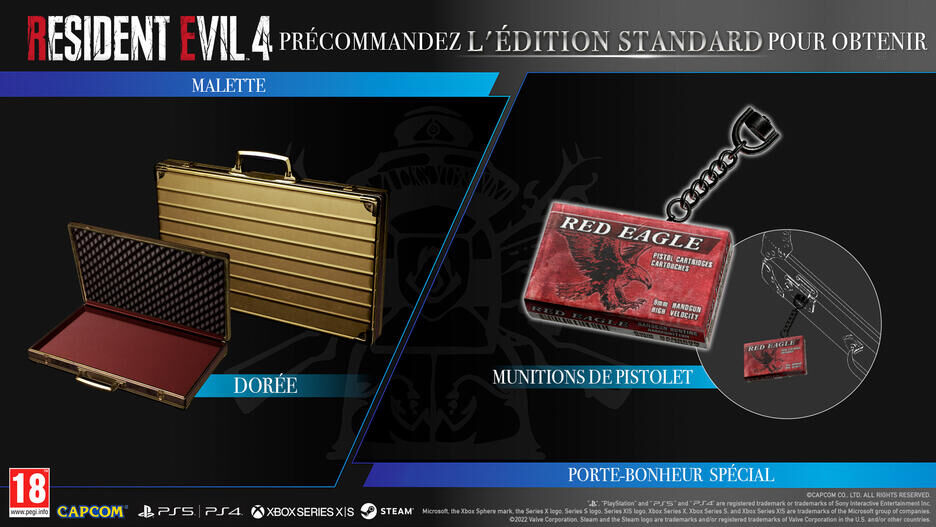 RESIDENT EVIL 4 PRÉCOMMANDEZ L'ÉDITION STANDARD POUR OBTENIR
MALETTE
DORÉE
RED EAGLE
PISTOL CARTRIDGES
CARTOUCHES
9mm HANDGUN
HIGH VELOCITY
RED EAGLE
HANDGUN HUNTING
RED EAGLE
MUNITIONS DE PISTOLET
PORTE-BONHEUR SPÉCIAL
18
www.pegi.info
CAPCOM PS5 PS4 XBOX SERIES X|S STEAM
©CAPCOM CO., LTD. ALL RIGHTS RESERVED.
"PlayStation" and "PS5" and "PS4" are registered trademark or trademarks of Sony Interactive Entertainment Inc.
Microsoft, the Xbox Sphere mark, the Series X logo, Series S logo, Series X|S logo, Xbox Series X, Xbox Series S, and Xbox Series X|S are trademarks of the Microsoft group of companies.
©2022 Valve Corporation. Steam and the Steam logo are trademarks and/or registered trademarks of Valve Corporation in the U.S. and/or other countries.